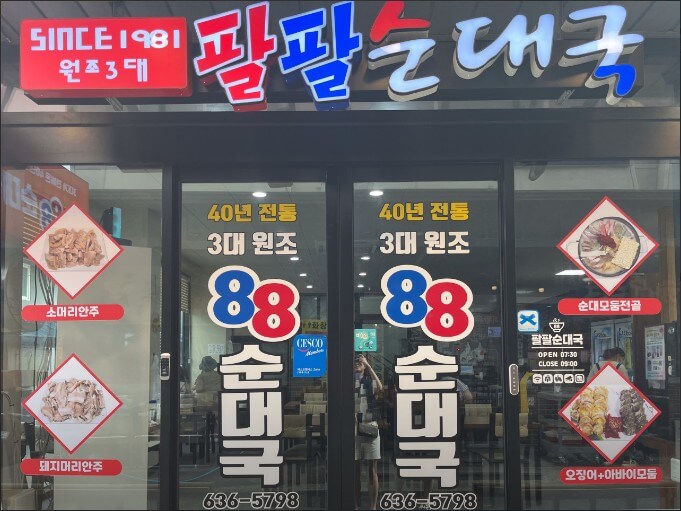 SINCE1981
원조3대
팔팔순대국
40년 전통
3대 원조
88
순대국
636-5798
40년 전통
3대 원조
88
순대국
636-5798
소머리안주
돼지머리안주
CESCO
Members
순대모둠전골
팔팔순대국
OPEN 07:30
CLOSE 09:00
오징어+아바이모둠